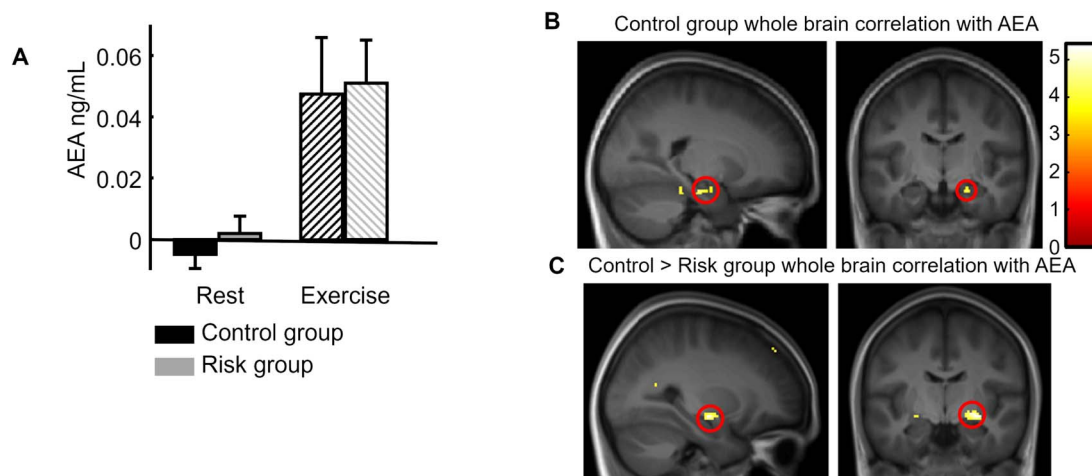 A
AEA ng/mL
0.06
0.04
0.02
0
Rest
Exercise
Control group
Risk group
B
Control group whole brain correlation with AEA
5
4
3
2
1
0
C
Control > Risk group whole brain correlation with AEA